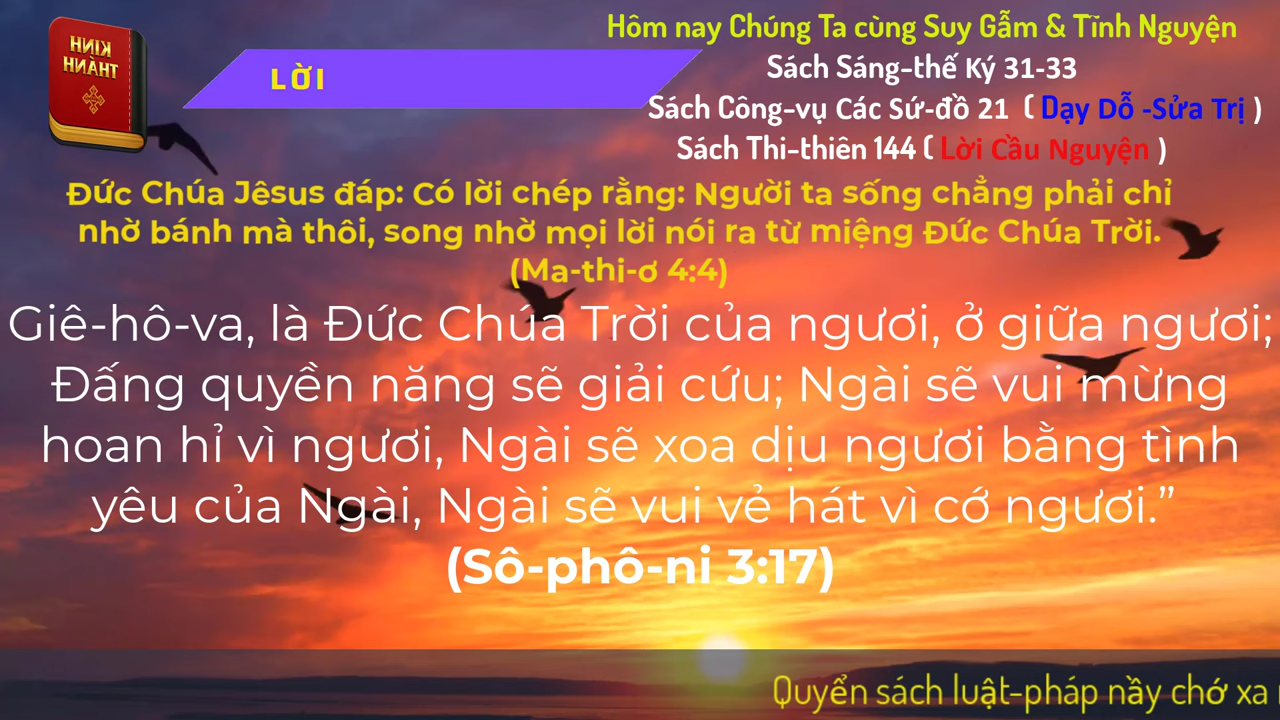 KINH
THÁNH
LỜI
Hôm nay Chúng Ta cùng Suy Gẫm & Tĩnh Nguyện
Sách Sáng-thế Ký 31-33
Sách Công-vụ Các Sứ-đồ 21 ( Dạy Dỗ -Sửa Trị )
Sách Thi-thiên 144 ( Lời Cầu Nguyện )
Đức Chúa Jêsus đáp: Có lời chép rằng: Người ta sống chẳng phải chỉ
nhờ bánh mà thôi, song nhờ mọi lời nói ra từ miệng Đức Chúa Trời.
(Ma-thi-ơ 4:4)
Giê-hô-va, là Đức Chúa Trời của ngươi, ở giữa ngươi;
Đấng quyền năng sẽ giải cứu; Ngài sẽ vui mừng
hoan hỉ vì ngươi, Ngài sẽ xoa dịu ngươi bằng tình
yêu của Ngài, Ngài sẽ vui vẻ hát vì cớ ngươi.”
(Sô-phô-ni 3:17)
Quyển sách luật-pháp nầy chớ xa